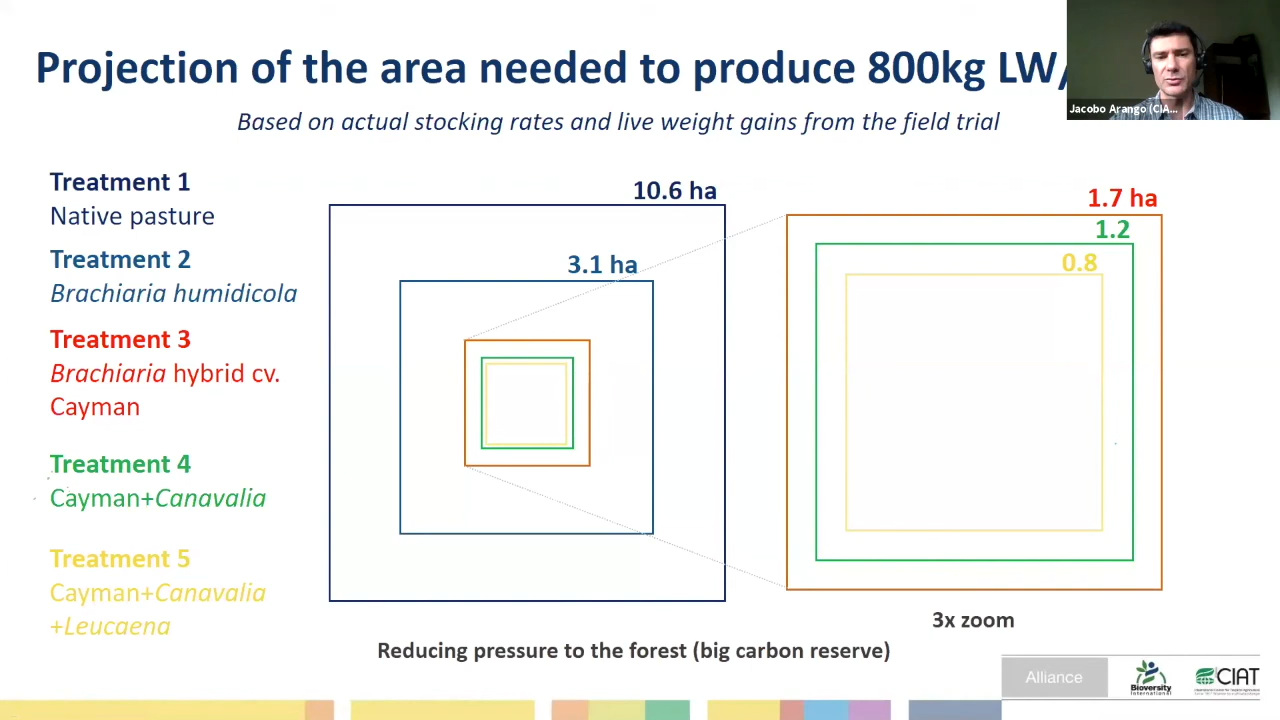 Projection of the area needed to produce 800kg LW/
Jacobo Arango (CIA...
Based on actual stocking rates and live weight gains from the field trial
Treatment 1
Native pasture
Treatment 2
Brachiaria humidicola
Treatment 3
Brachiaria hybrid cv.
Cayman
Treatment 4
Cayman+Canavalia
Treatment 5
Cayman+Canavalia
+Leucaena
10.6 ha
3.1 ha
1.7 ha
1.2
0.8
3x zoom
Reducing pressure to the forest (big carbon reserve)
Alliance
Bioversity
International
CIAT